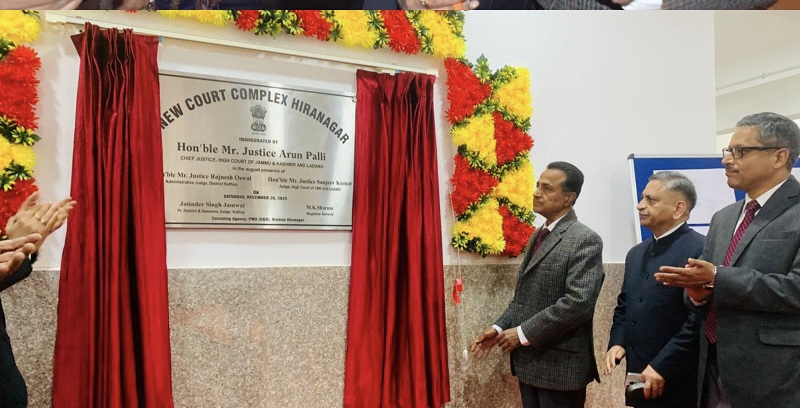 NEW COURT COMPLEX HIRANAGAR
INAUGURATED BY
Hon'ble Mr. Justice Arun Palli
CHIEF JUSTICE, HIGH COURT OF JAMMU & KASHMIR AND LADAKH
in the august presence of
'ble Mr. Justice Rajnesh Oswal Hon'ble Mr. Justice Sanjeev Kumar
Administrative Judge, District Kathua Judge, High Court of J&K and Ladakh
ON
SATURDAY, DECEMBER 20, 2025
Jatinder Singh Jamwal M.K.Sharma
Pr. District & Sessions Judge, Kathua Registrar General
Executing Agency: PWD (R&B), Division Hiranagar.